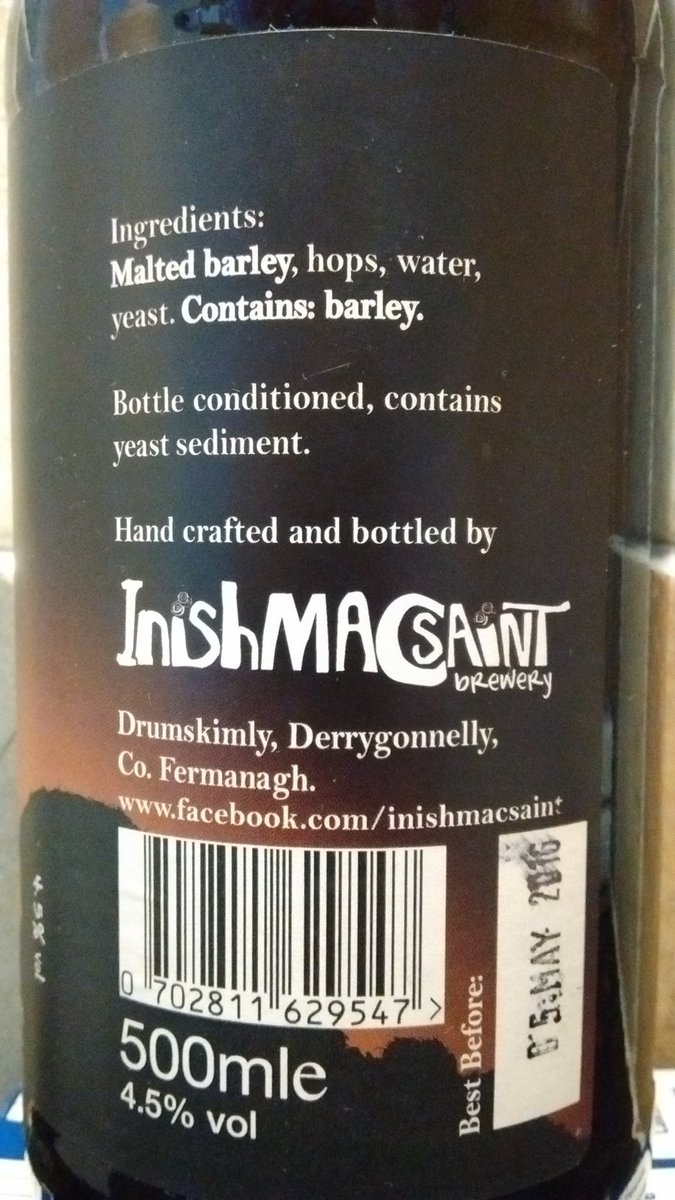 Ingredients:
Malted barley, hops, water,
yeast. Contains: barley.
Bottle conditioned, contains
yeast sediment.
Hand crafted and bottled by
InishMACSAiNT
brewery
Drumskimly, Derrygonnelly,
Co. Fermanagh.
www.facebook.com/inishmacsaint
0 702811 629547 >
500mle
4.5% vol
Best Before:
05 MAY 2016